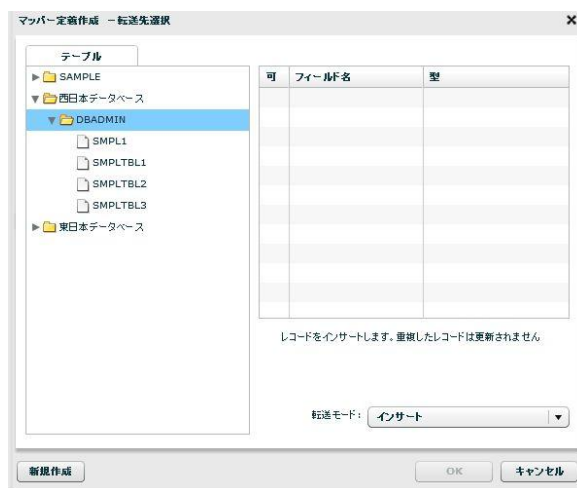 マッパー定義作成 －転送先選択
テーブル
SAMPLE
西日本データベース
DBADMIN
SMPL1
SMPLTBL1
SMPLTBL2
SMPLTBL3
東日本データベース
可 フィールド名 型
レコードをインサートします。重複したレコードは更新されません
転送モード： インサート
新規作成 OK キャンセル